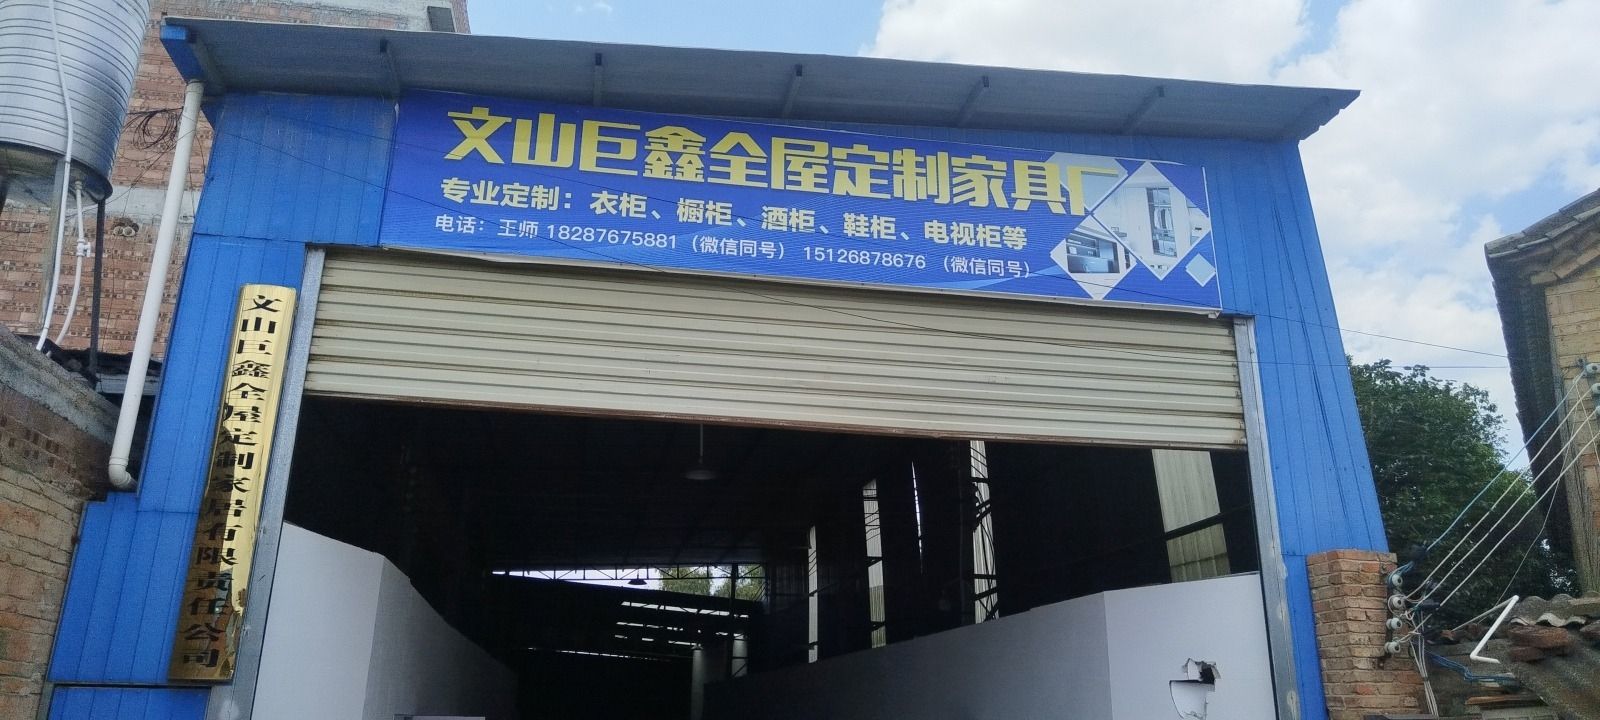 文山巨鑫全屋定制家具厂
专业定制：衣柜、橱柜、酒柜、鞋柜、电视柜等
电话：王师 18287675881（微信同号） 15126878676（微信同号）
文山巨鑫全屋定制家居有限责任公司